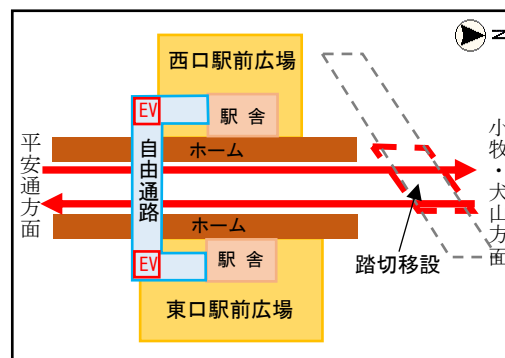 N
西口駅前広場
EV
駅舎
ホーム
平安通方面
自由通路
小牧・犬山方面
ホーム
踏切移設
EV
駅舎
東口駅前広場